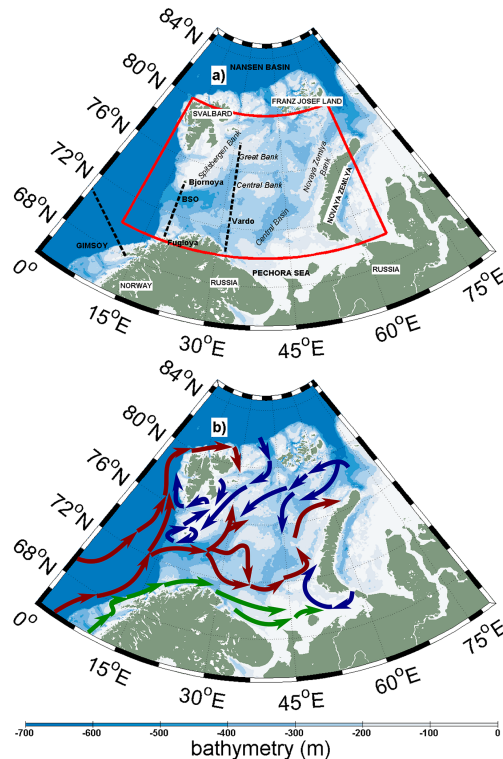 84°N
80°N
76°N
72°N
68°N
a)
NANSEN BASIN
FRANZ JOSEF LAND
SVALBARD
Spitsbergen Bank
Great Bank
Novaya Zemlya Bank
Bjornoya
Central Bank
NOVAYA ZEMLYA
BSO
Vardo
Central Basin
GIMSOY
Fugloya
PECHORA SEA
RUSSIA
NORWAY
RUSSIA
0°
15°E
30°E
45°E
60°E
75°E
84°N
80°N
76°N
72°N
68°N
b)
0°
15°E
30°E
45°E
60°E
75°E
-700 -600 -500 -400 -300 -200 -100 0
bathymetry (m)